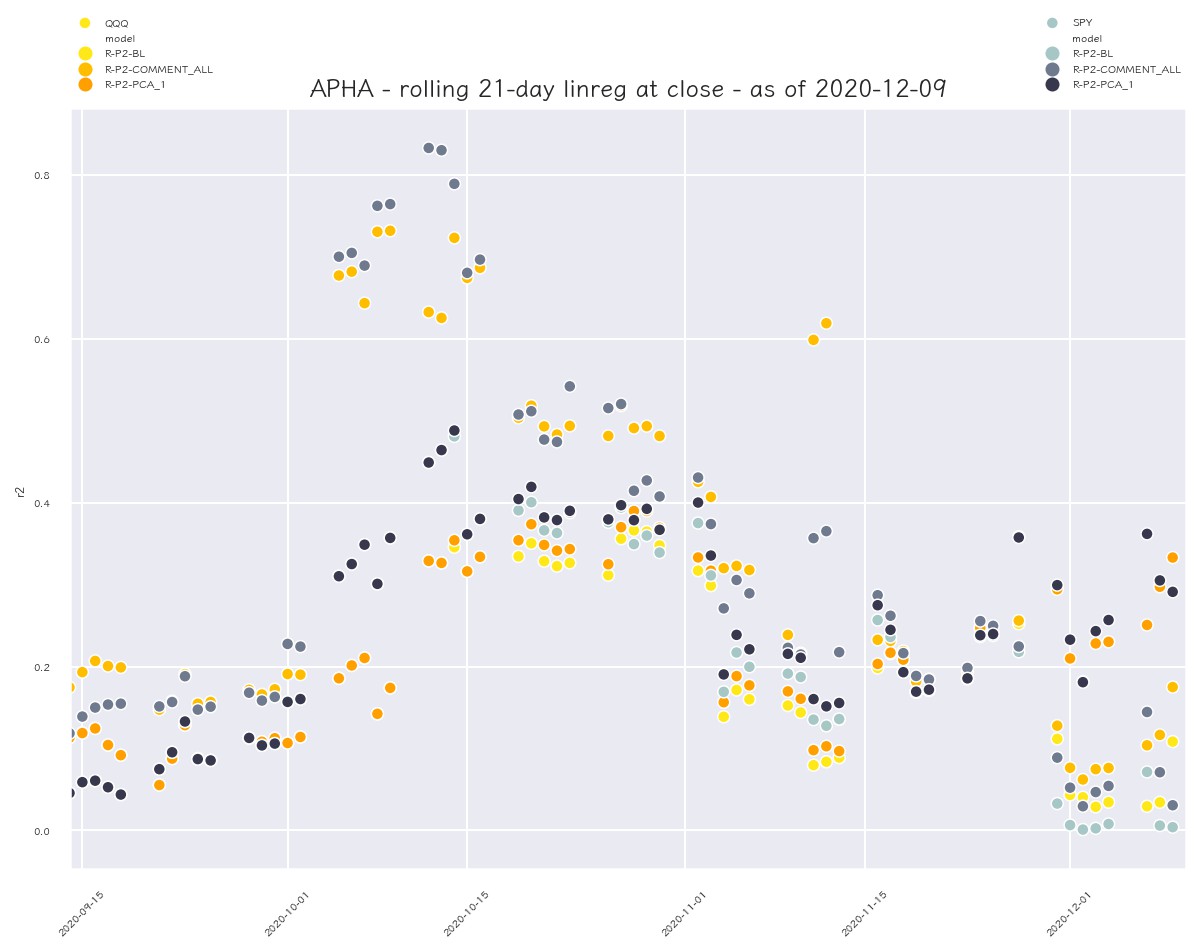 QQQ
model
R-P2-BL
R-P2-COMMENT_ALL
R-P2-PCA_1
SPY
model
R-P2-BL
R-P2-COMMENT_ALL
R-P2-PCA_1
APHA - rolling 21-day linreg at close - as of 2020-12-09
r2
0.8
0.6
0.4
0.2
0.0
2020-09-15
2020-10-01
2020-10-15
2020-11-01
2020-11-15
2020-12-01